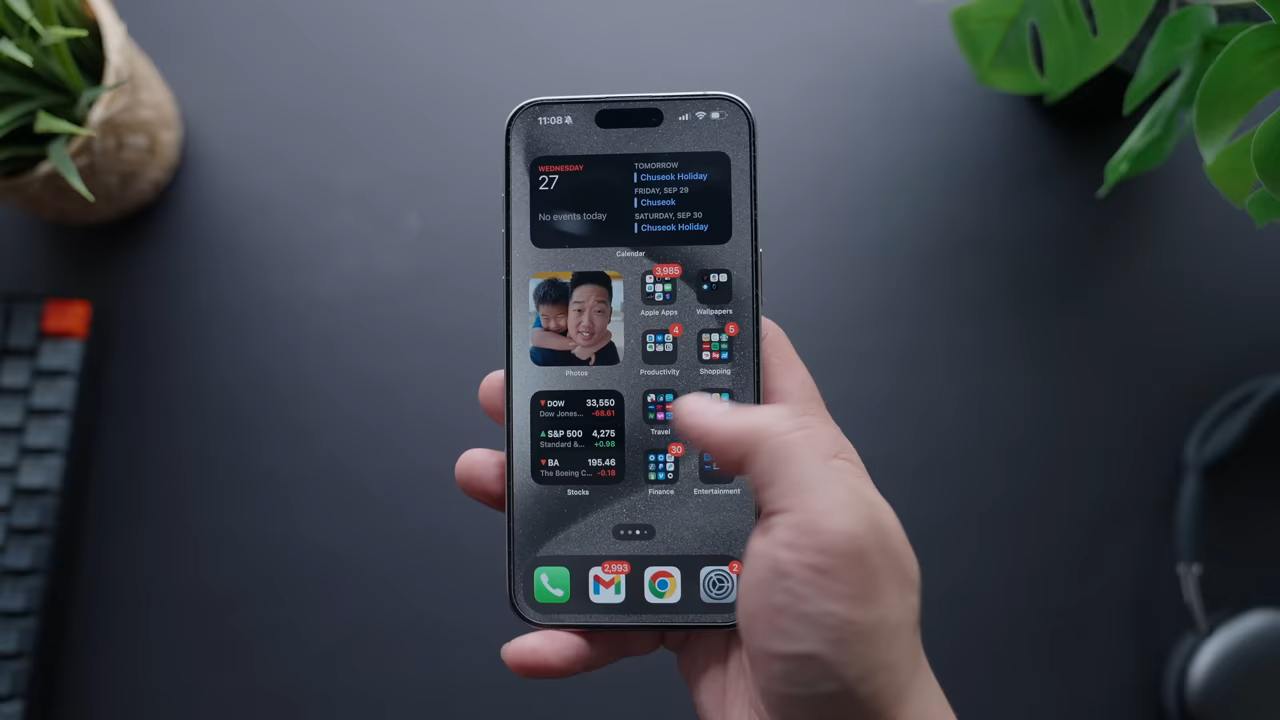 11:08
WEDNESDAY
27
No events today
TOMORROW
Chuseok Holiday
FRIDAY, SEP 29
Chuseok
SATURDAY, SEP 30
Chuseok Holiday
Calendar
3,985
Apple Apps
Wallpapers
Photos
4
Productivity
5
Shopping
DOW 33,550
Dow Jones... -68.61
S&P 500 4,275
Standard &... +0.98
BA 195.46
The Boeing C... -0.18
Stocks
Travel
30
Finance
Entertainment
2,993
2